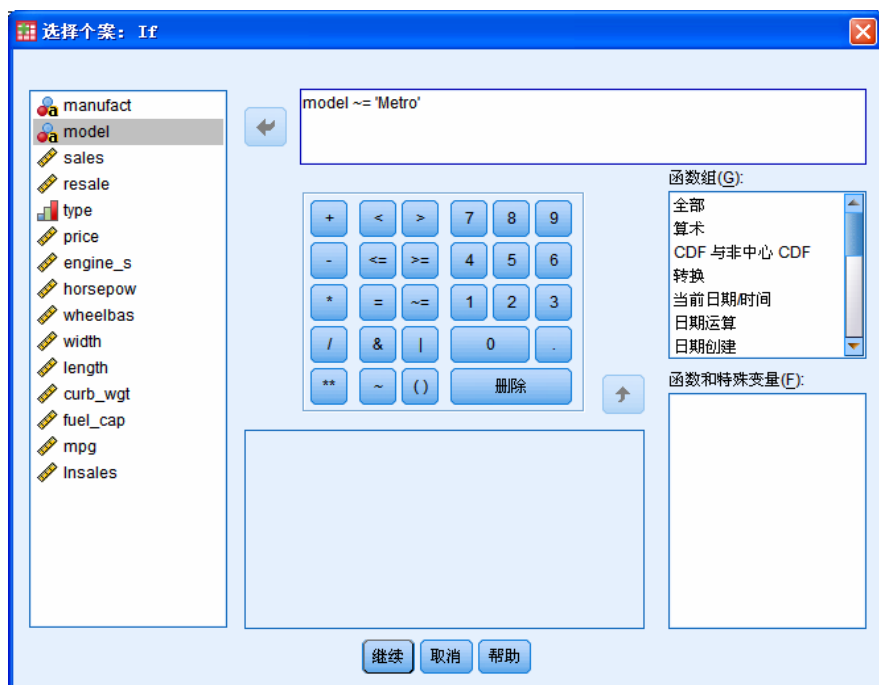 选择个案: If
manufact
model
sales
resale
type
price
engine_s
horsepow
wheelbas
width
length
curb_wgt
fuel_cap
mpg
lnsales
model ~= 'Metro'
+ < > 7 8 9
- <= >= 4 5 6
* = ~= 1 2 3
/ & | 0 .
** ~ ( ) 删除
函数组(G):
全部
算术
CDF 与非中心 CDF
转换
当前日期/时间
日期运算
日期创建
函数和特殊变量(F):
继续 取消 帮助